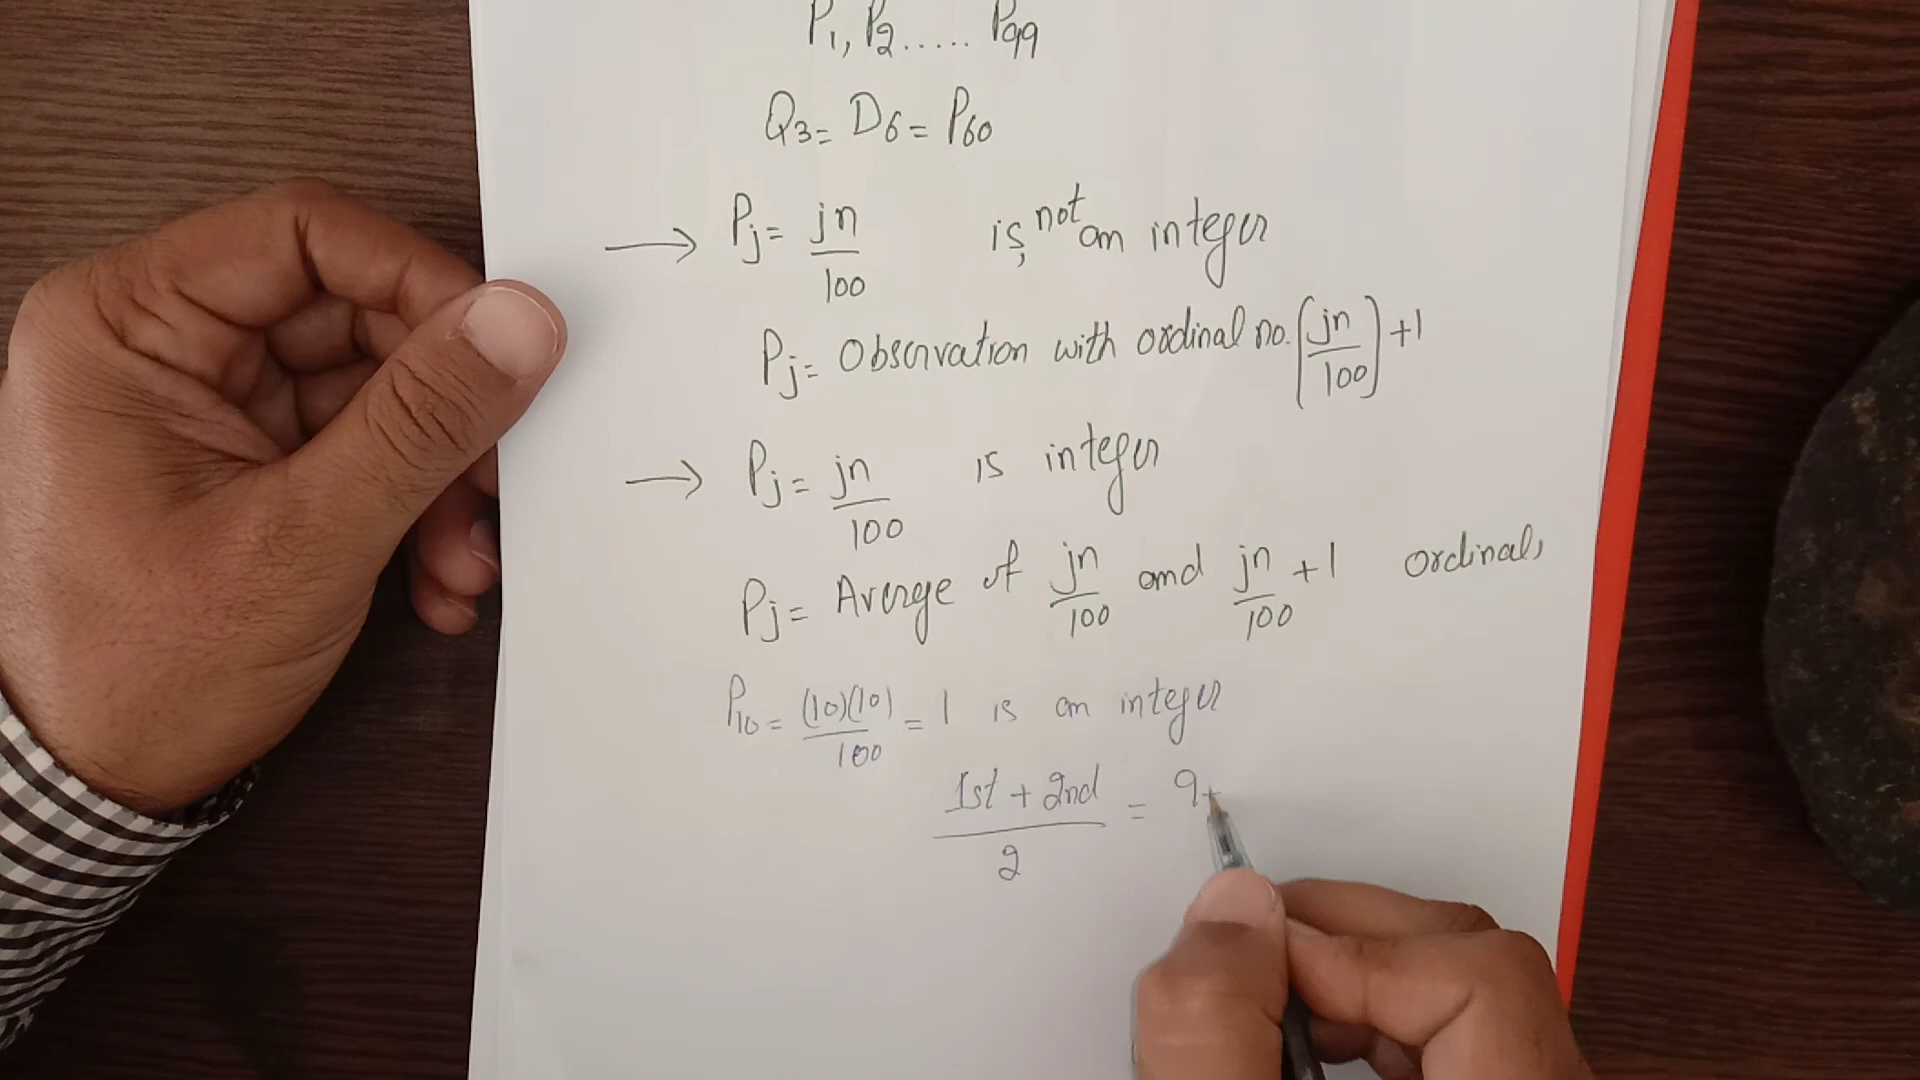 P₁, P₂ ..... P₉₉
Q₃ = D₆ = P₆₀
→ Pj = jn/100 is, not an integer
Pj = Observation with ordinal no. [jn/100] + 1
→ Pj = jn/100 is integer
Pj = Averge of jn/100 and jn/100 + 1 ordinals
P₁₀ = (10)(10)/100 = 1 is an integer
1st + 2nd / 2 = 9+